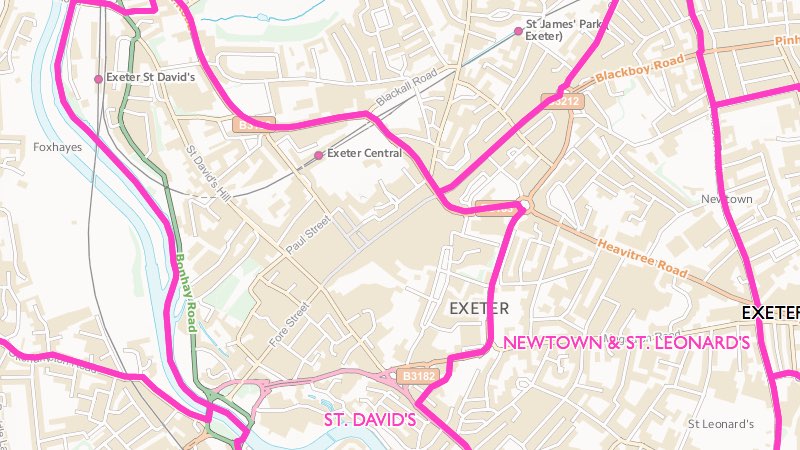 St James' Park (
Exeter)
Pinh
Blackboy Road
Exeter St David's
Blackall Road
B3212
Foxhayes
Exeter Central
St David's Hill
Newtown
Paul Street
Heavitree Road
Bonhay Road
EXETER
EXETER
Fore Street
Road
NEWTOWN & ST. LEONARD'S
B3182
ST. DAVID'S
St Leonard's